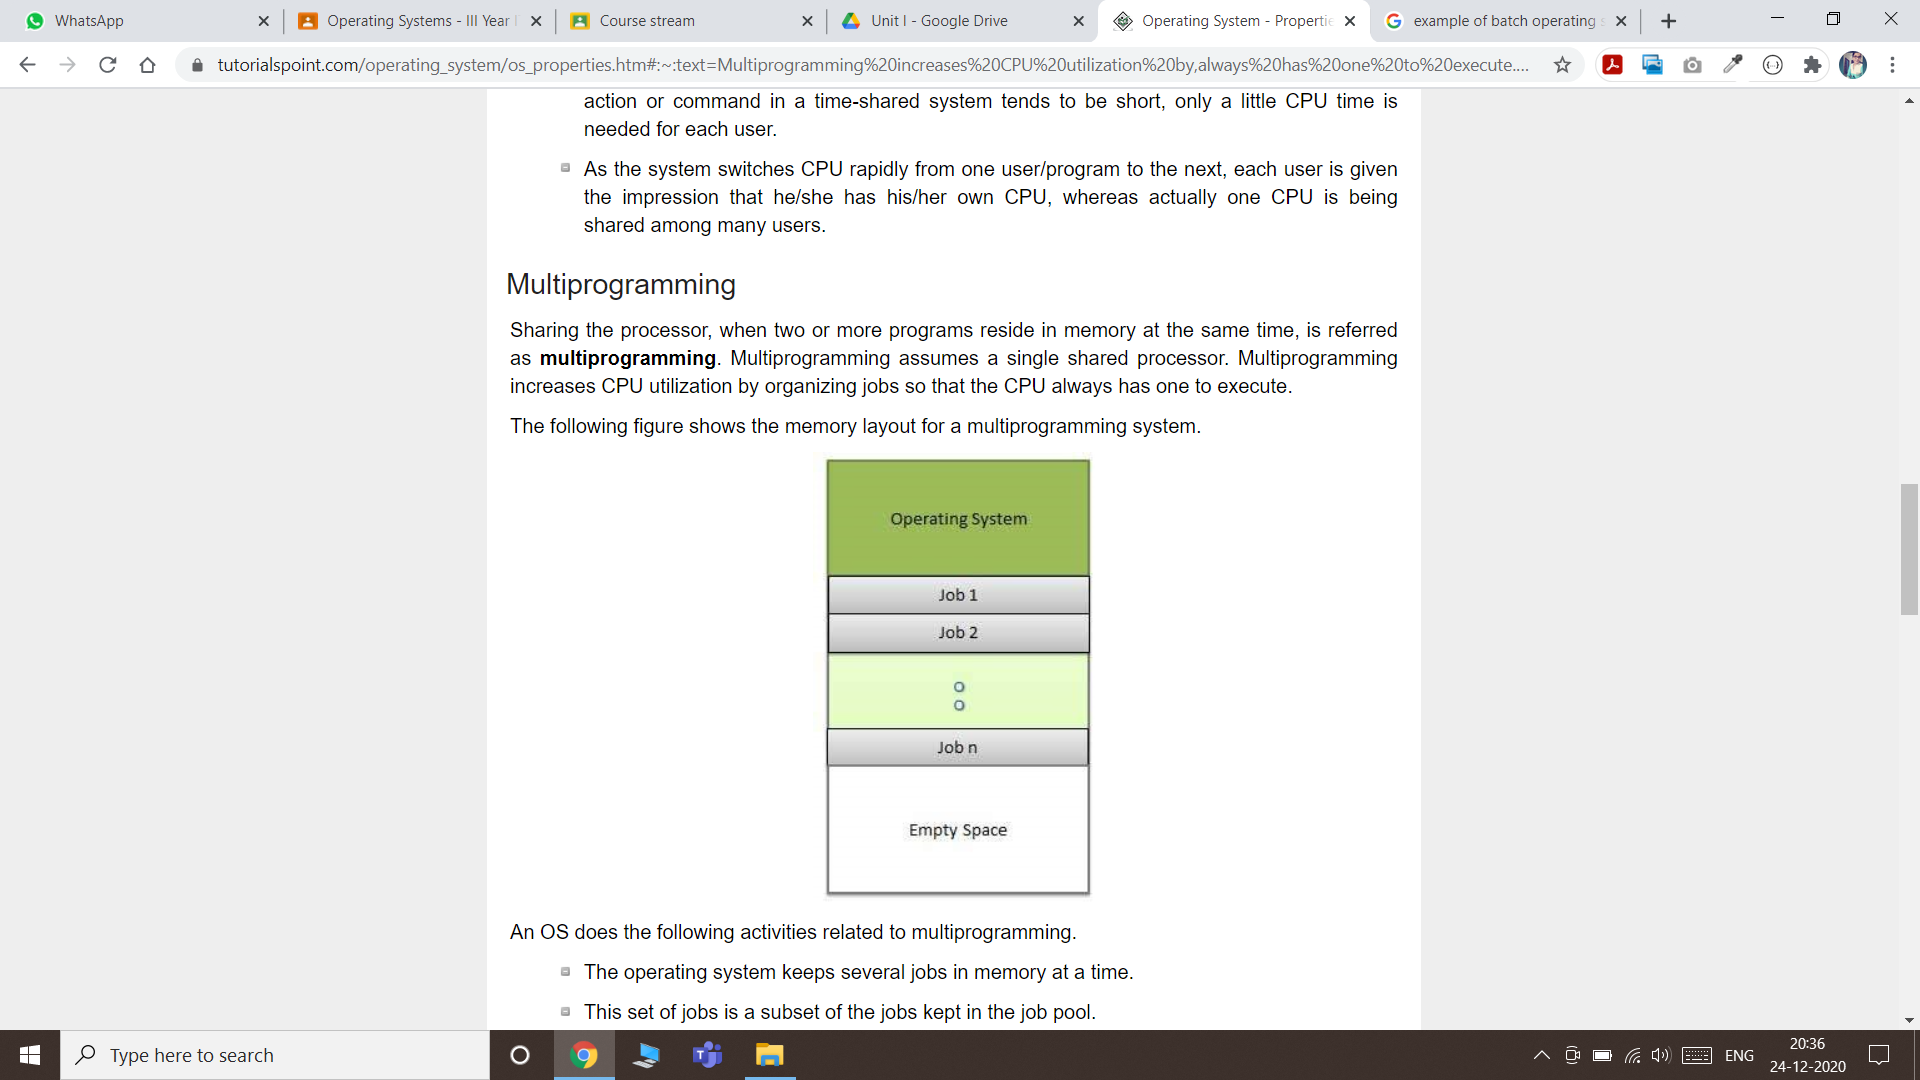 WhatsApp
Operating Systems - III Year
Course stream
Unit I - Google Drive
Operating System - Propertie
example of batch operating
tutorialspoint.com/operating_system/os_properties.htm#:~:text=Multiprogramming%20increases%20CPU%20utilization%20by,always%20has%20one%20to%20execute....
action or command in a time-shared system tends to be short, only a little CPU time is
needed for each user.
As the system switches CPU rapidly from one user/program to the next, each user is given
the impression that he/she has his/her own CPU, whereas actually one CPU is being
shared among many users.
Multiprogramming
Sharing the processor, when two or more programs reside in memory at the same time, is referred
as multiprogramming. Multiprogramming assumes a single shared processor. Multiprogramming
increases CPU utilization by organizing jobs so that the CPU always has one to execute.
The following figure shows the memory layout for a multiprogramming system.
Operating System
Job 1
Job 2
Job n
Empty Space
An OS does the following activities related to multiprogramming.
The operating system keeps several jobs in memory at a time.
This set of jobs is a subset of the jobs kept in the job pool.
Type here to search
ENG
20:36
24-12-2020